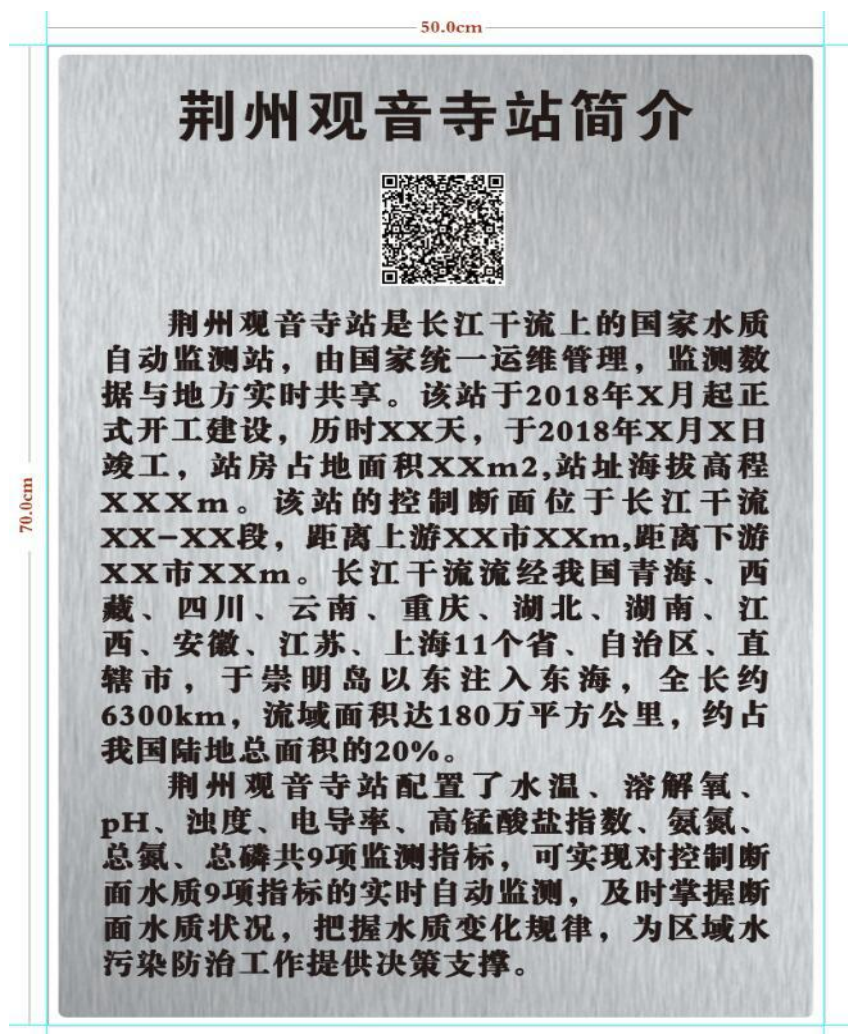 50.0cm
荆州观音寺站简介
荆州观音寺站是长江干流上的国家水质
自动监测站，由国家统一运维管理，监测数
据与地方实时共享。该站于2018年X月起正
式开工建设，历时XX天，于2018年X月X日
竣工，站房占地面积XXm2,站址海拔高程
XXXm。该站的控制断面位于长江干流
XX-XX段，距离上游XX市XXm,距离下游
XX市XXm。长江干流流经我国青海、西
藏、四川、云南、重庆、湖北、湖南、江
西、安徽、江苏、上海11个省、自治区、直
辖市，于崇明岛以东注入东海，全长约
6300km，流域面积达180万平方公里，约占
我国陆地总面积的20%。
荆州观音寺站配置了水温、溶解氧、
pH、浊度、电导率、高锰酸盐指数、氨氮、
总氮、总磷共9项监测指标，可实现对控制断
面水质9项指标的实时自动监测，及时掌握断
面水质状况，把握水质变化规律，为区域水
污染防治工作提供决策支撑。
70.0cm